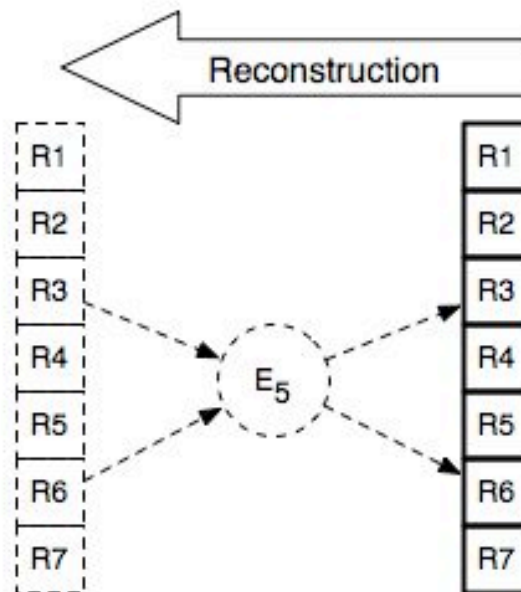 Reconstruction
R1 R1
R2 R2
R3 R3
R4 R4
E5
R5 R5
R6 R6
R7 R7